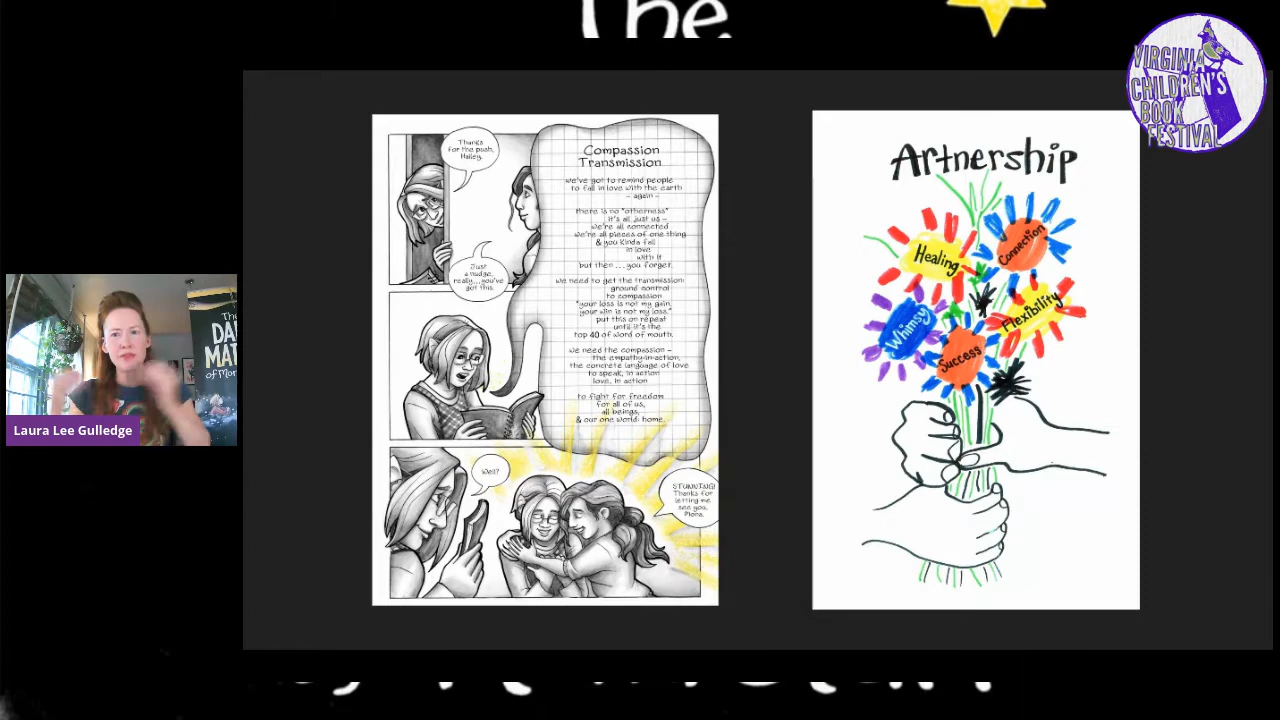 The
VIRGINIA
CHILDREN'S
BOOK
FESTIVAL
Thanks
for the push,
Hailey.
Just
a nudge,
really...you've
got this.
Compassion
Transmission
we've got to remind people
to fall in love with the earth
- again -
there is no "otherness"
it's all just us -
we're all connected
we're all pieces of one thing
& you kinda fall
in love
with it
but then ... you forget.
we need to get the transmission:
ground control
to compassion
"your loss is not my gain,
your win is not my loss."
put this on repeat
until it's the
top 40 of word of mouth.
we need the compassion -
the empathy-in-action,
the concrete language of love
to speak, in action
love, in action
to fight for freedom
for all of us,
all beings,
& our one world: home.
Well?
STUNNING!
Thanks for
letting me
see you,
Mona.
Artnership
Healing
Connection
Whimsy
Flexibility
Success
The
DA
MAT
of Mon
Laura Lee Gulledge